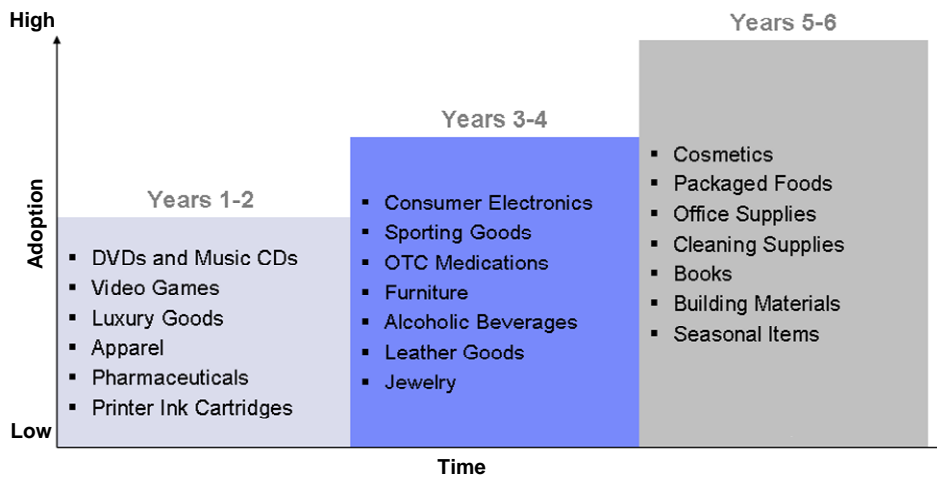 High
Years 5-6
Years 3-4
Years 1-2
Adoption
▪ DVDs and Music CDs
▪ Video Games
▪ Luxury Goods
▪ Apparel
▪ Pharmaceuticals
▪ Printer Ink Cartridges
▪ Consumer Electronics
▪ Sporting Goods
▪ OTC Medications
▪ Furniture
▪ Alcoholic Beverages
▪ Leather Goods
▪ Jewelry
▪ Cosmetics
▪ Packaged Foods
▪ Office Supplies
▪ Cleaning Supplies
▪ Books
▪ Building Materials
▪ Seasonal Items
Low
Time